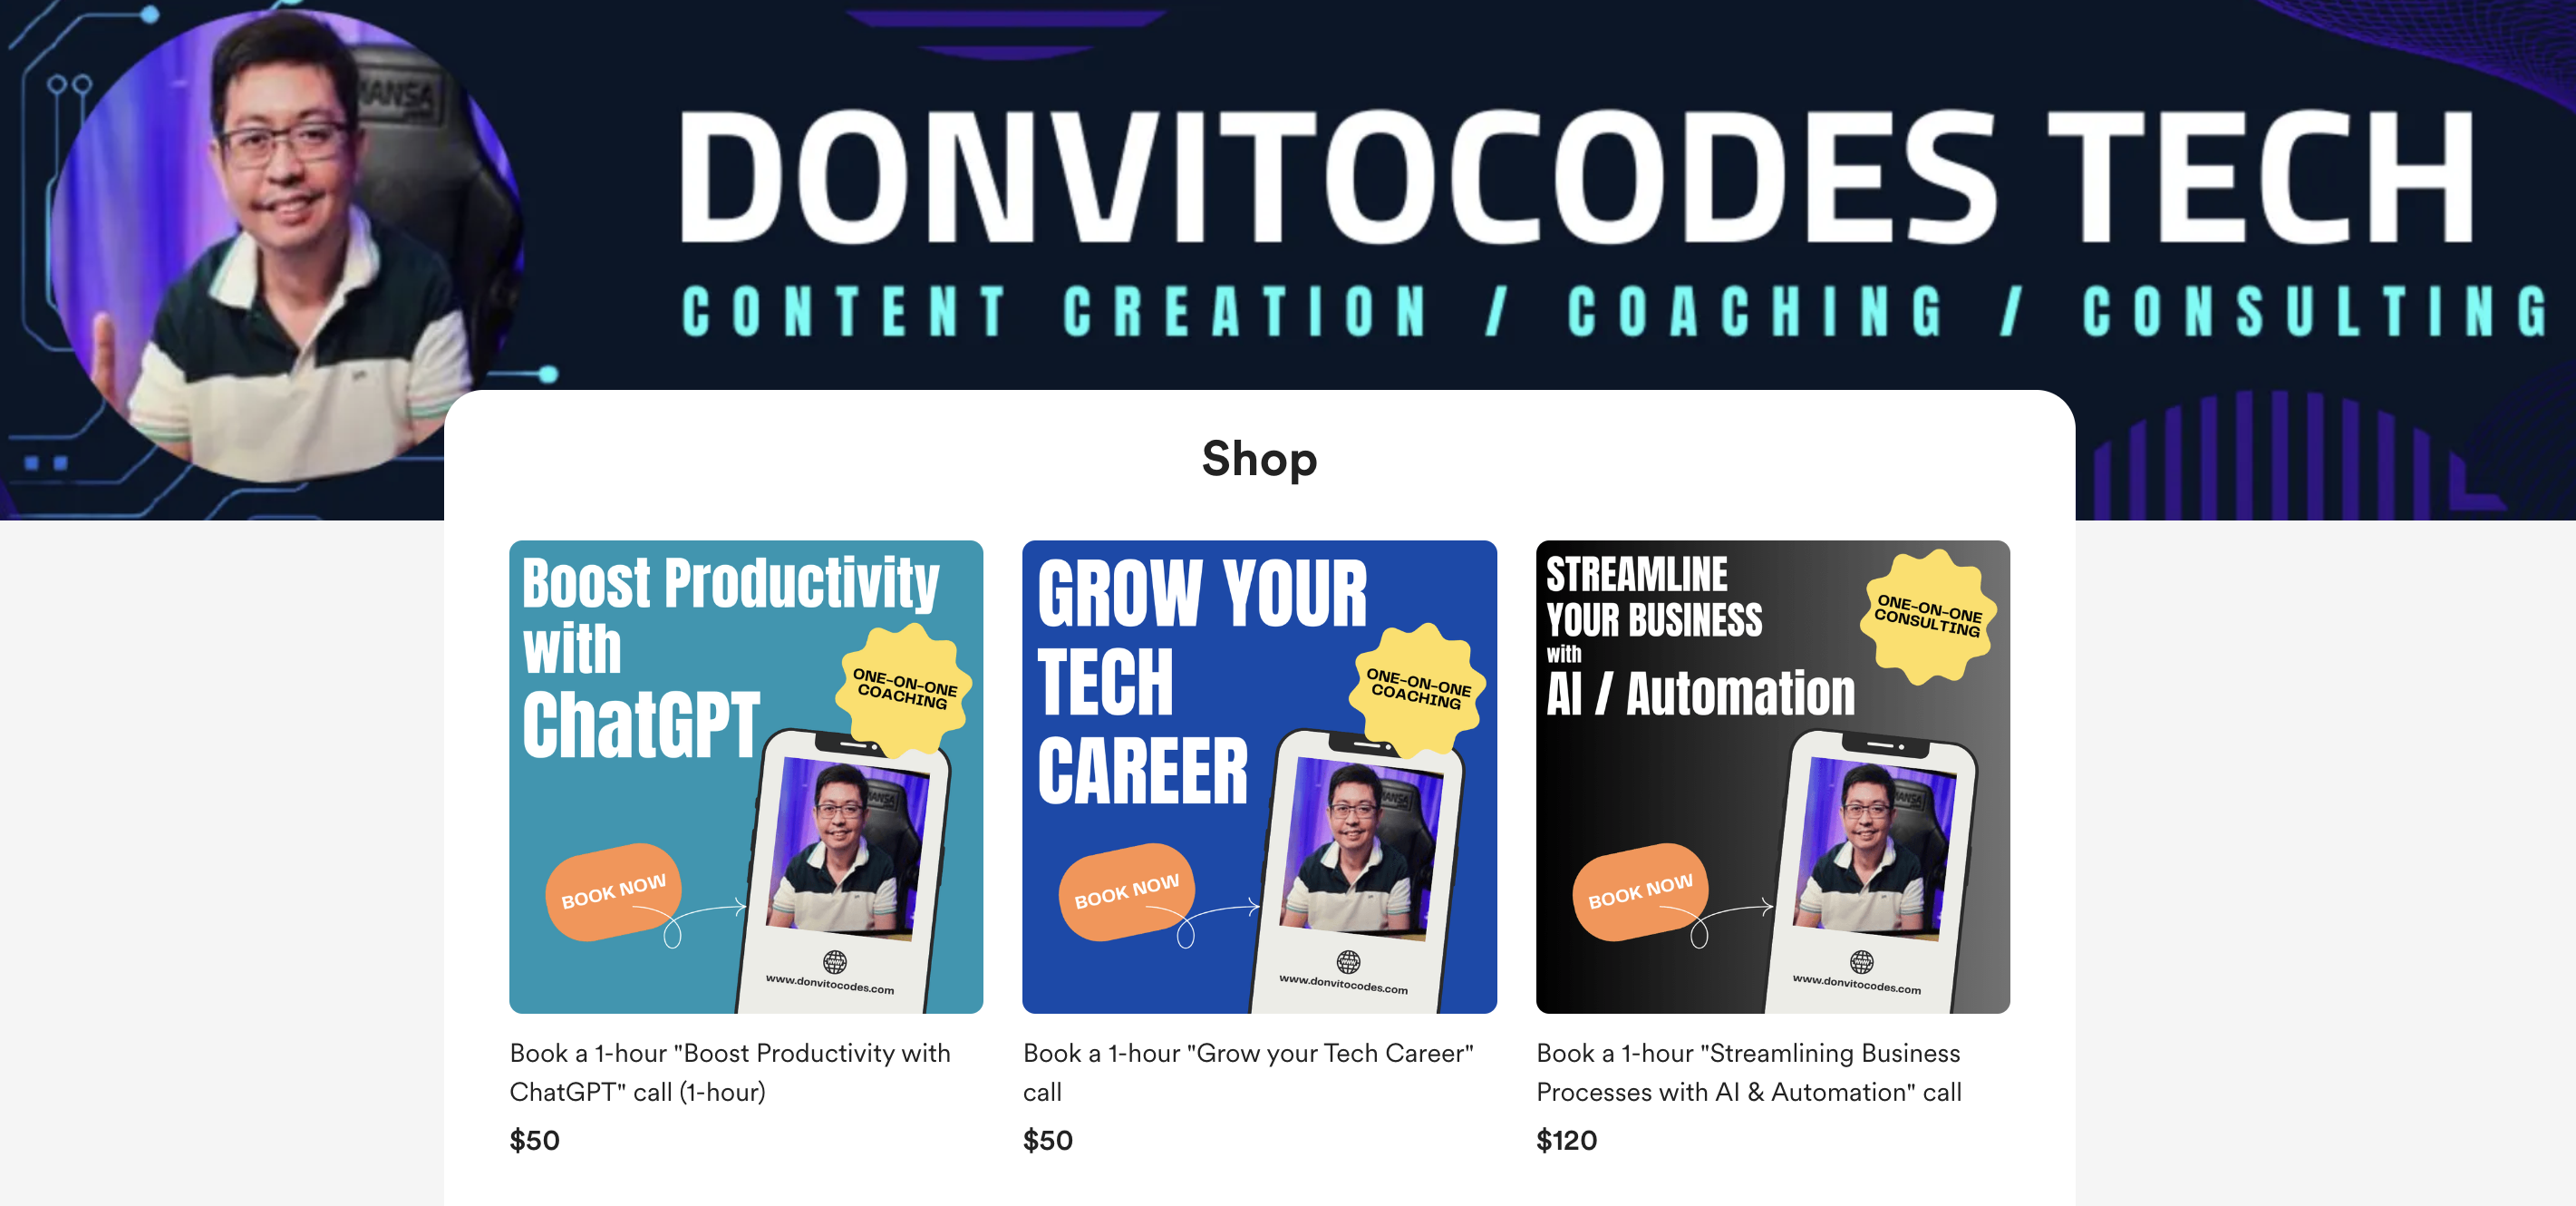 DONVITOCODES TECH
CONTENT CREATION / COACHING / CONSULTING
Shop
Boost Productivity
with
ChatGPT
ONE-ON-ONE
COACHING
BOOK NOW
www.donvitocodes.com
Book a 1-hour "Boost Productivity with
ChatGPT" call (1-hour)
$50
GROW YOUR
TECH
CAREER
ONE-ON-ONE
COACHING
BOOK NOW
www.donvitocodes.com
Book a 1-hour "Grow your Tech Career"
call
$50
STREAMLINE
YOUR BUSINESS
with
AI / Automation
ONE-ON-ONE
CONSULTING
BOOK NOW
www.donvitocodes.com
Book a 1-hour "Streamlining Business
Processes with AI & Automation" call
$120